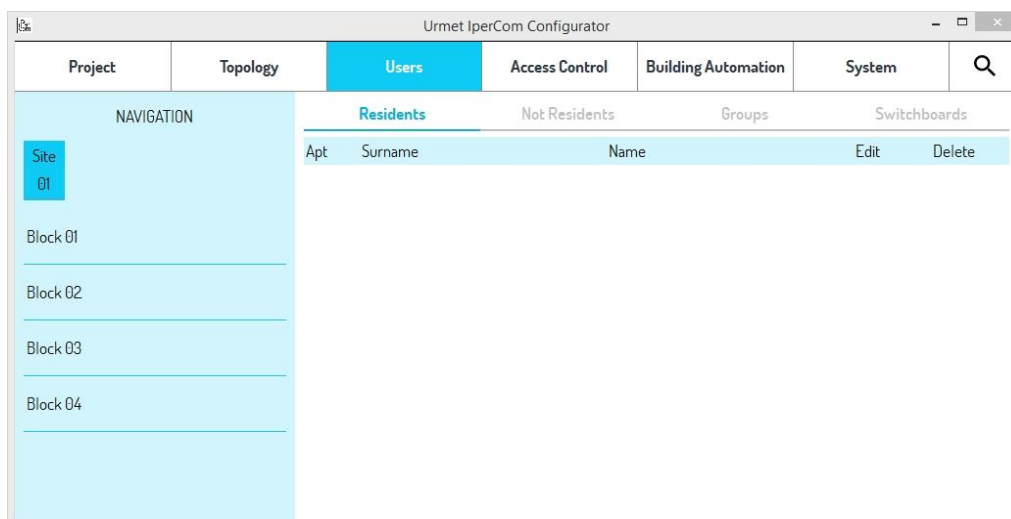 Urmet IperCom Configurator
Project Topology Users Access Control Building Automation System
NAVIGATION
Residents Not Residents Groups Switchboards
Site
01
Apt Surname Name Edit Delete
Block 01
Block 02
Block 03
Block 04